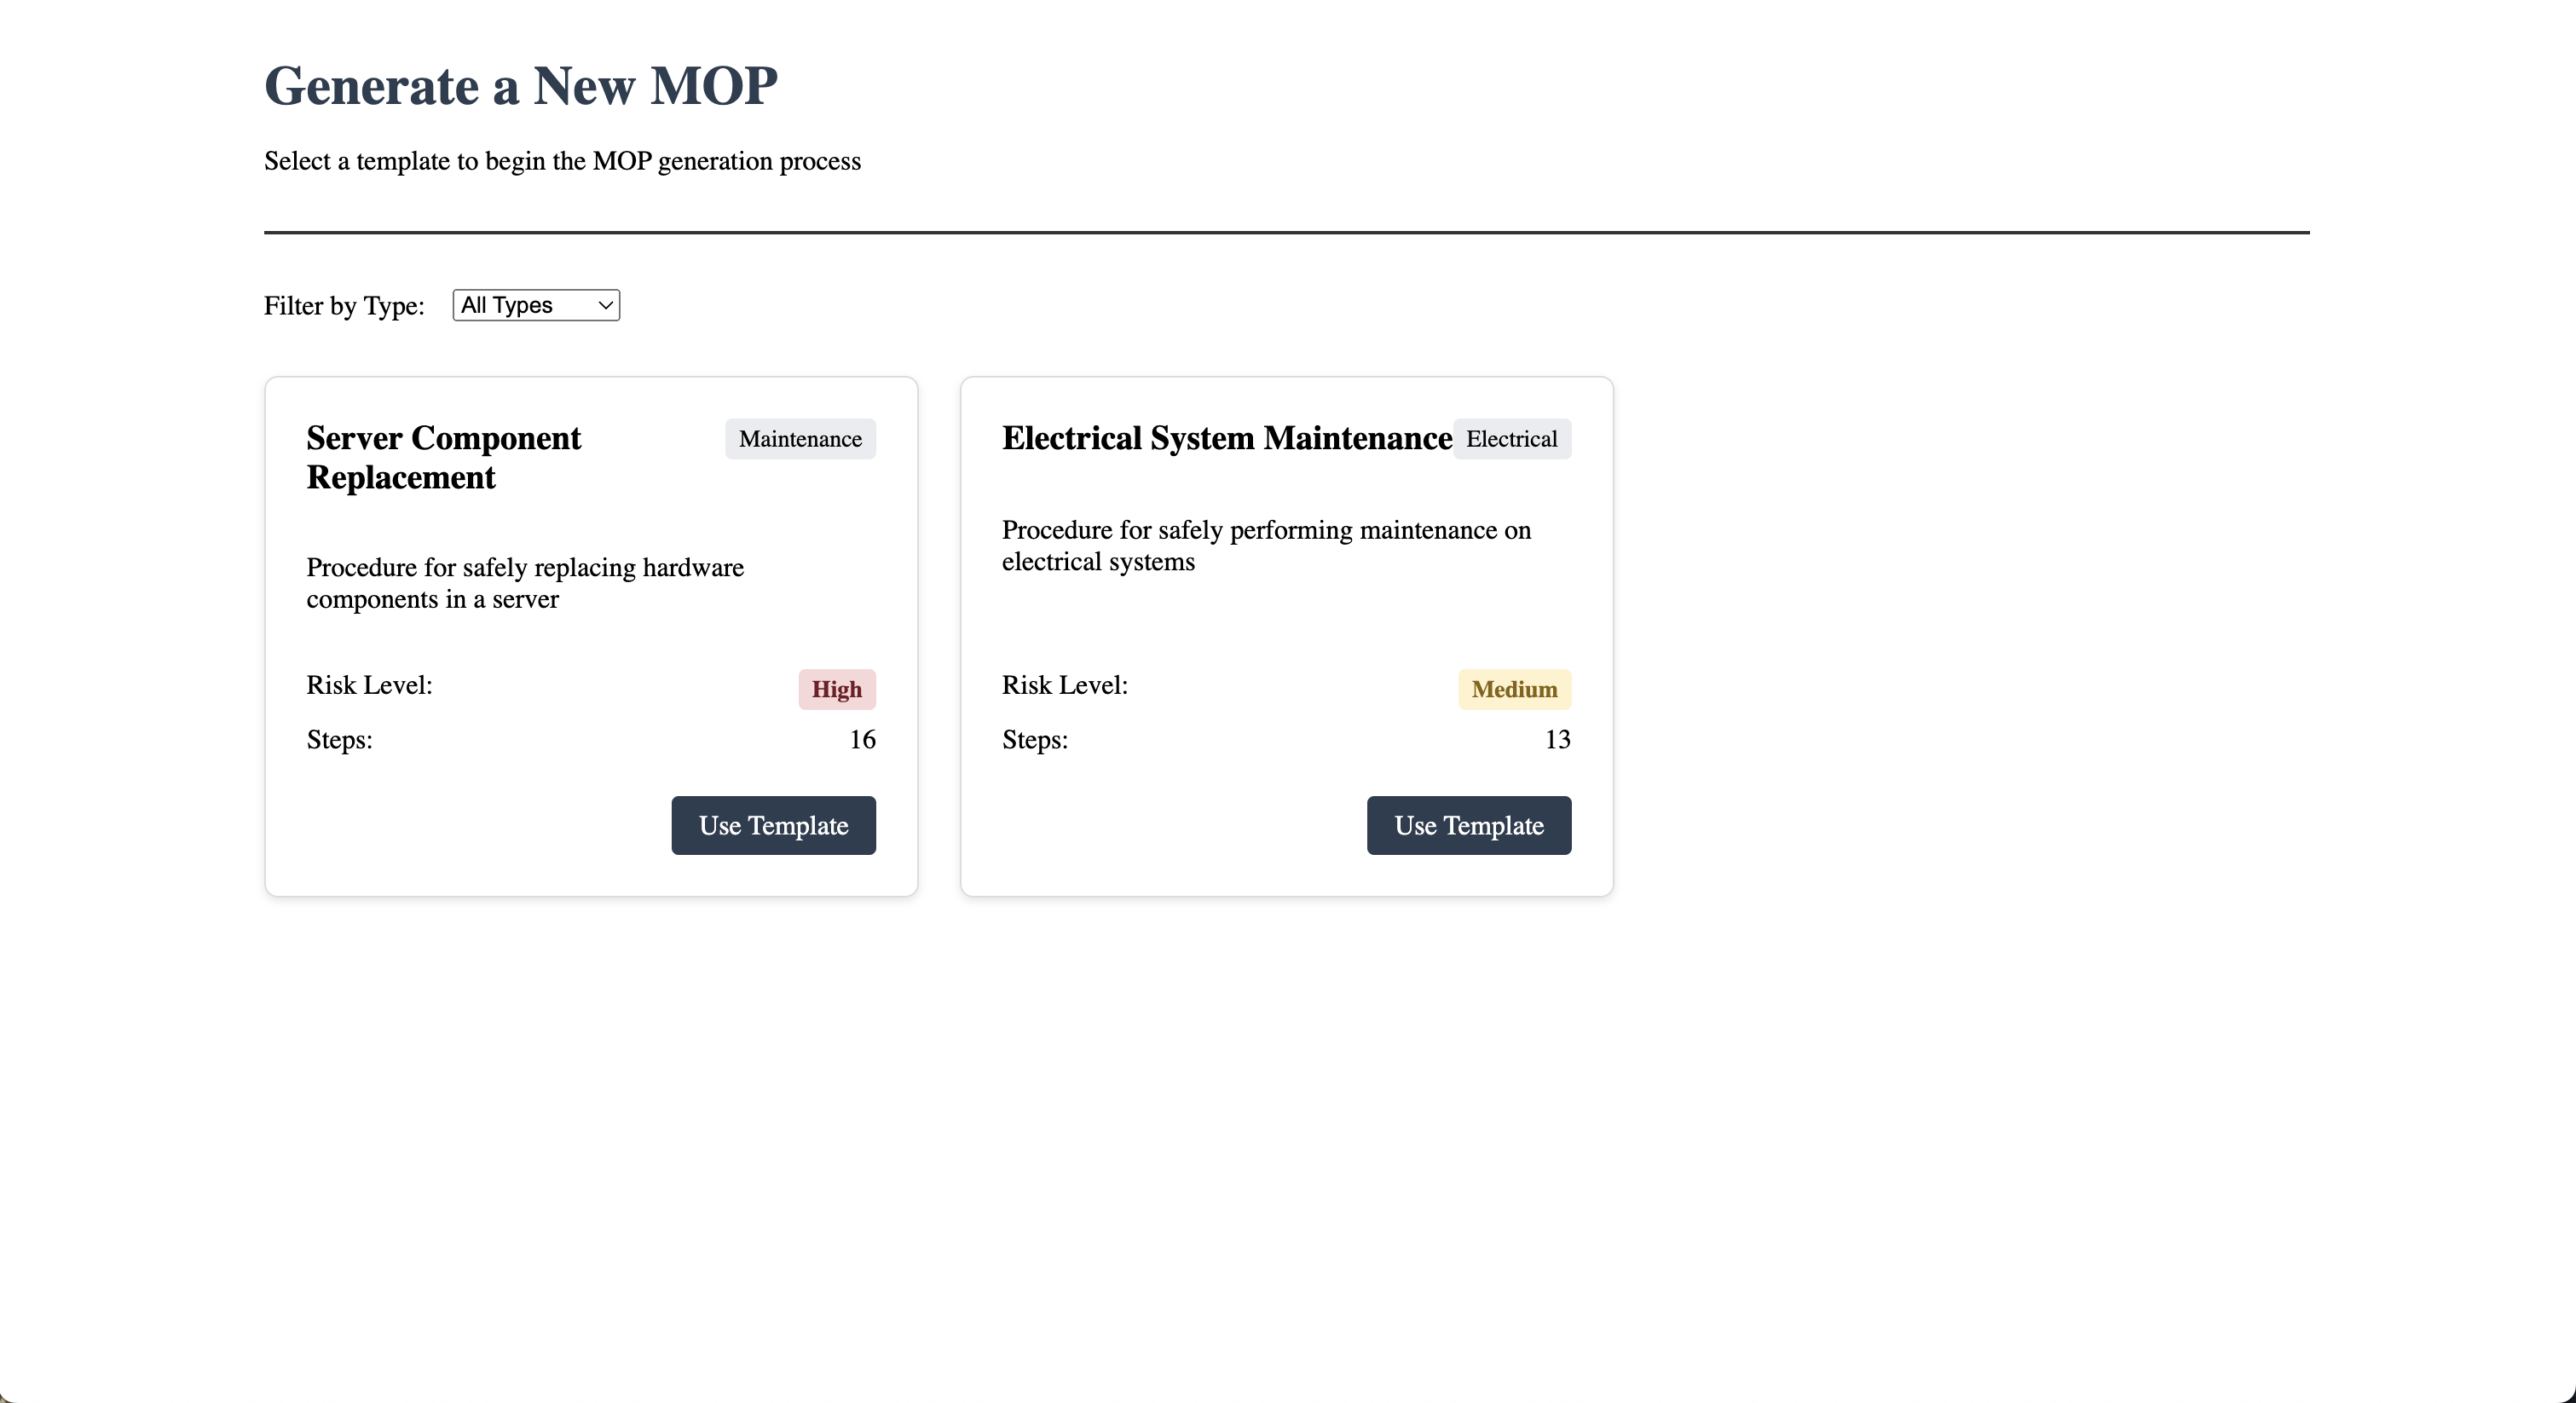 Generate a New MOP
Select a template to begin the MOP generation process
Filter by Type: All Types
Server Component
Replacement
Maintenance
Procedure for safely replacing hardware
components in a server
Risk Level: High
Steps: 16
Use Template
Electrical System Maintenance
Electrical
Procedure for safely performing maintenance on
electrical systems
Risk Level: Medium
Steps: 13
Use Template